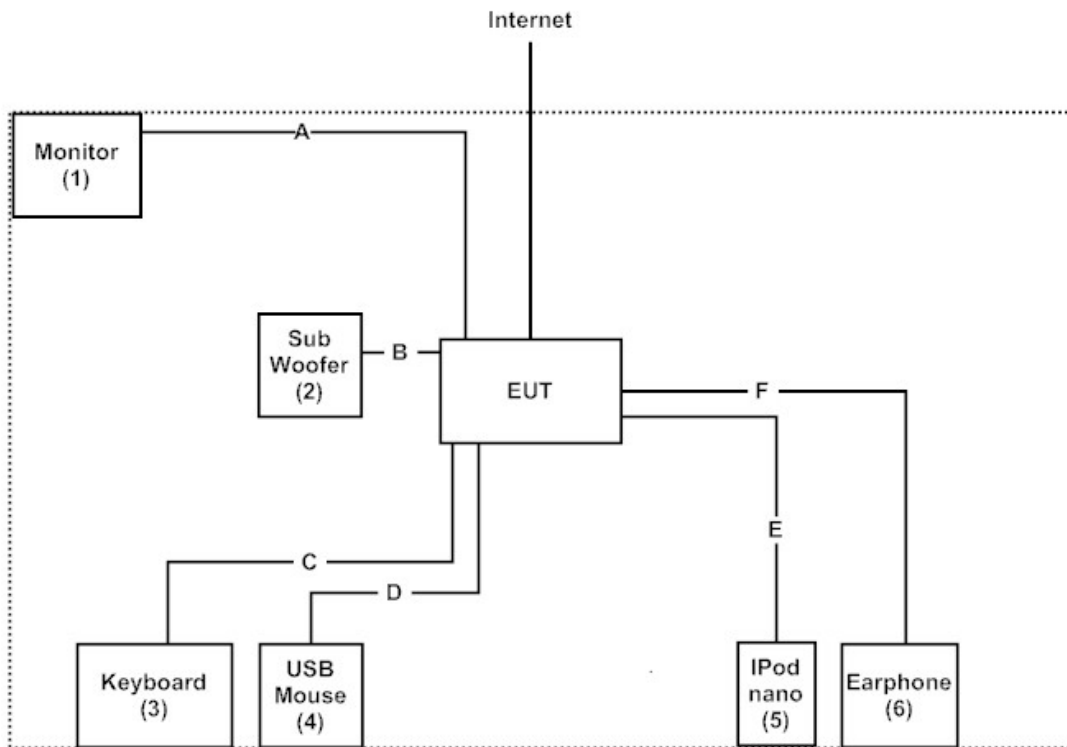 Internet
A
Monitor
(1)
Sub
Woofer
(2)
B
EUT
F
E
C
D
Keyboard
(3)
USB
Mouse
(4)
IPod
nano
(5)
Earphone
(6)